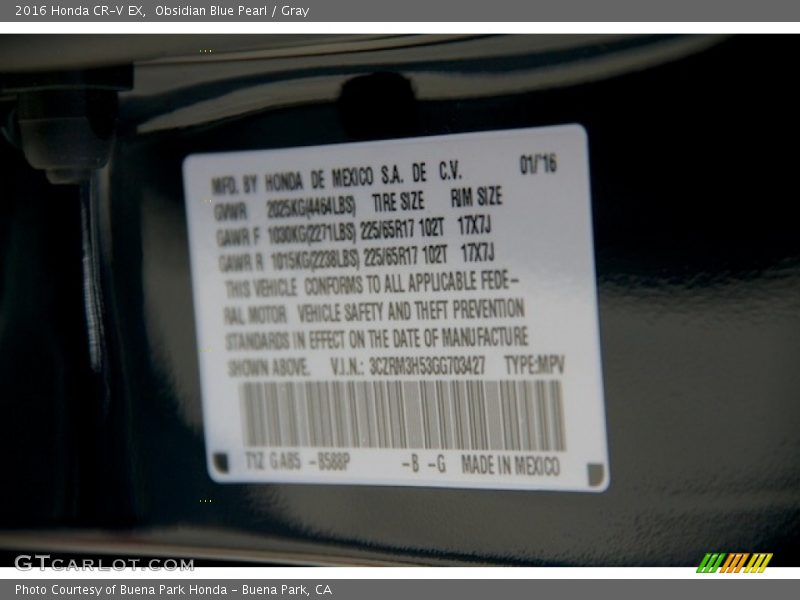 2016 Honda CR-V EX,  Obsidian Blue Pearl / Gray
MFD. BY HONDA DE MEXICO S.A. DE C.V. 01/'16
GVWR 2025KG(4464LBS) TIRE SIZE RIM SIZE
GAWR F 1030KG(2271LBS) 225/65R17 102T 17X7J
GAWR R 1015KG(2238LBS) 225/65R17 102T 17X7J
THIS VEHICLE CONFORMS TO ALL APPLICABLE FEDE-
RAL MOTOR VEHICLE SAFETY AND THEFT PREVENTION
STANDARDS IN EFFECT ON THE DATE OF MANUFACTURE
SHOWN ABOVE. V.I.N.: 3CZRM3H53GG703427 TYPE:MPV
T1Z GAB5 -B588P -B -G MADE IN MEXICO
GTCARLOT.COM
Photo Courtesy of Buena Park Honda - Buena Park, CA